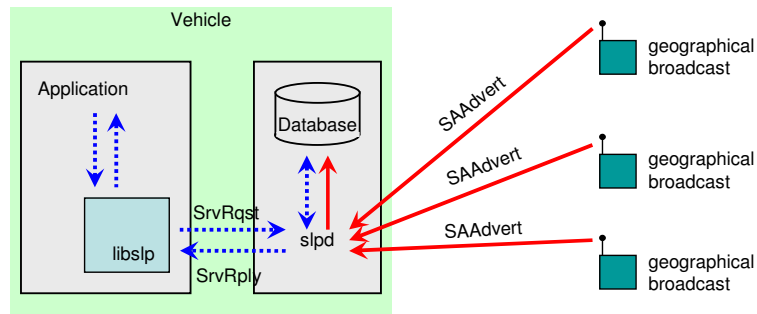 Vehicle
Application
libslp
SrvRqst
SrvRply
Database
slpd
SAAdvert
SAAdvert
SAAdvert
geographical
broadcast
geographical
broadcast
geographical
broadcast